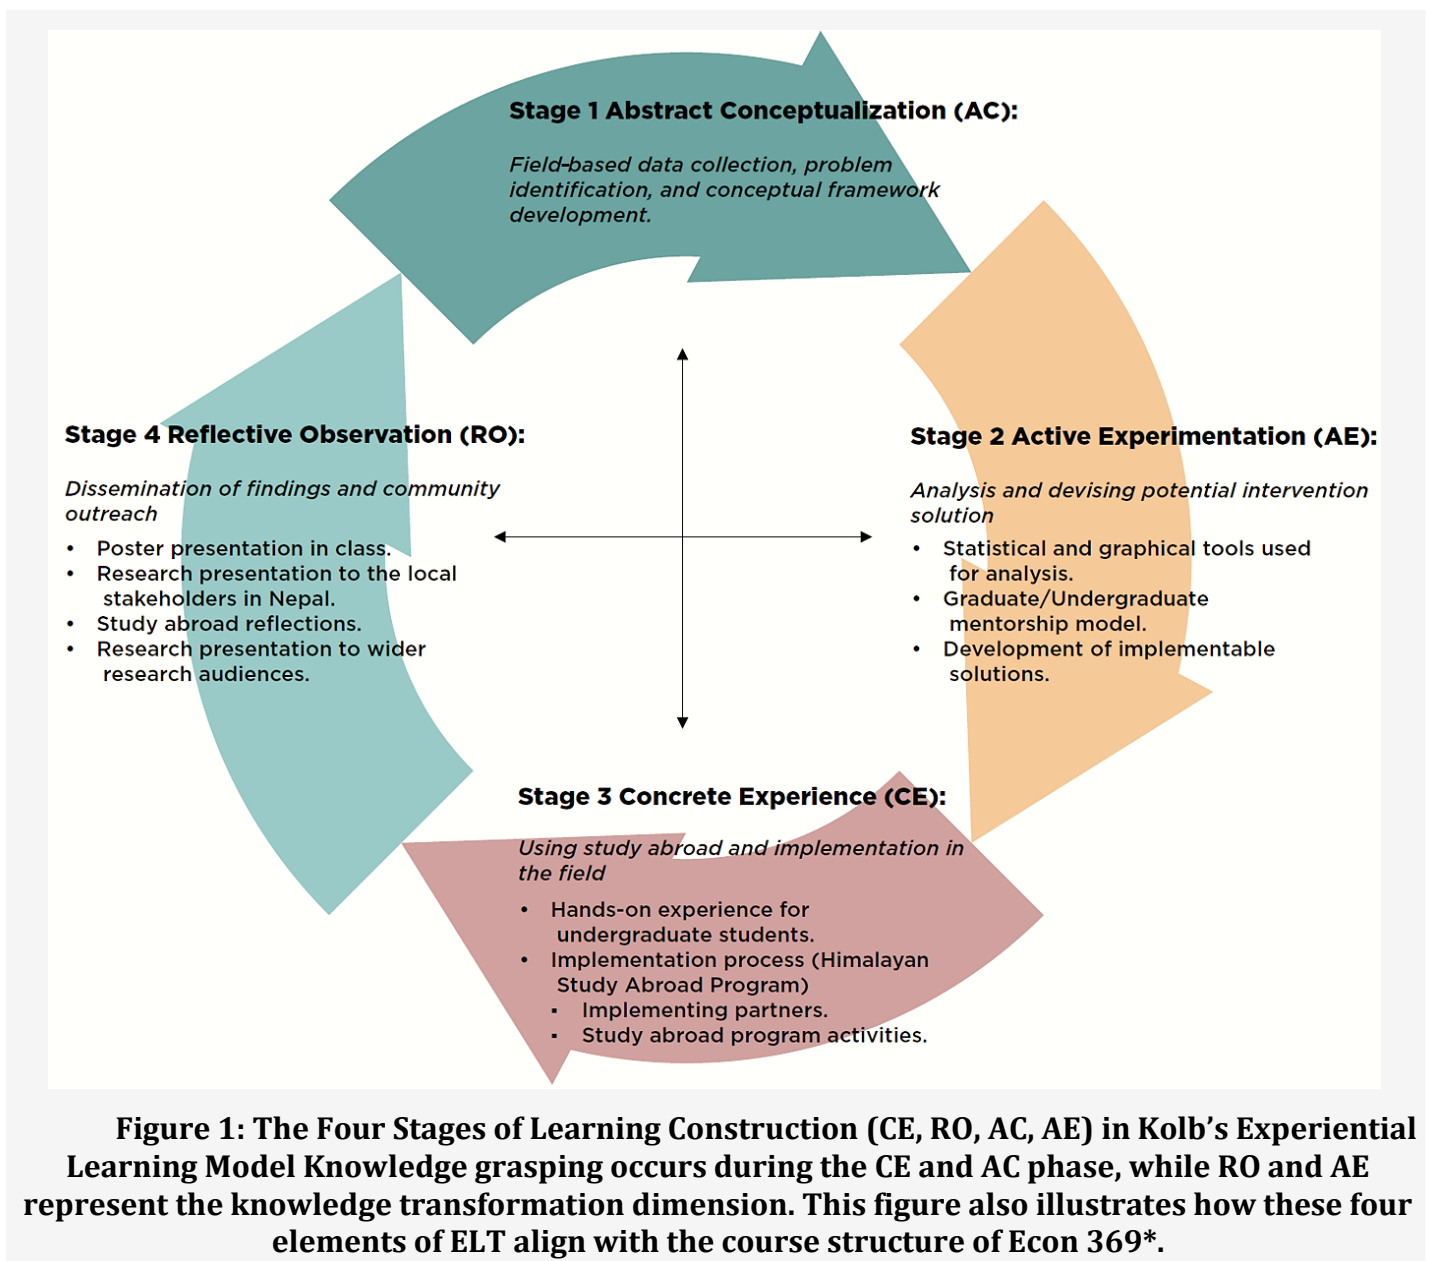 Stage 1 Abstract Conceptualization (AC):
Field-based data collection, problem
identification, and conceptual framework
development.
Stage 2 Active Experimentation (AE):
Analysis and devising potential intervention
solution
• Statistical and graphical tools used
for analysis.
• Graduate/Undergraduate
mentorship model.
• Development of implementable
solutions.
Stage 3 Concrete Experience (CE):
Using study abroad and implementation in
the field
• Hands-on experience for
undergraduate students.
• Implementation process (Himalayan
Study Abroad Program)
▪ Implementing partners.
▪ Study abroad program activities.
Stage 4 Reflective Observation (RO):
Dissemination of findings and community
outreach
• Poster presentation in class.
• Research presentation to the local
stakeholders in Nepal.
• Study abroad reflections.
• Research presentation to wider
research audiences.
Figure 1: The Four Stages of Learning Construction (CE, RO, AC, AE) in Kolb’s Experiential
Learning Model Knowledge grasping occurs during the CE and AC phase, while RO and AE
represent the knowledge transformation dimension. This figure also illustrates how these four
elements of ELT align with the course structure of Econ 369*.